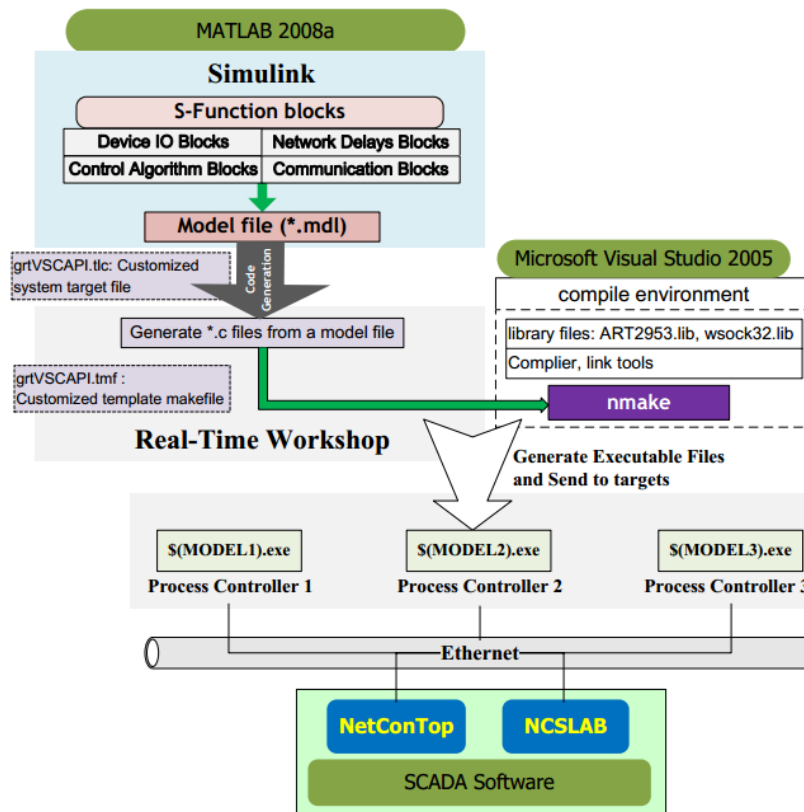 MATLAB 2008a
Simulink
S-Function blocks
Device IO Blocks
Network Delays Blocks
Control Algorithm Blocks
Communication Blocks
Model file (*.mdl)
grtVSCAPI.tlc: Customized
system target file
Code
Generation
Microsoft Visual Studio 2005
compile environment
library files: ART2953.lib, wsock32.lib
Complier, link tools
nmake
Generate *.c files from a model file
grtVSCAPI.tmf :
Customized template makefile
Real-Time Workshop
Generate Executable Files
and Send to targets
$(MODEL1).exe
$(MODEL2).exe
$(MODEL3).exe
Process Controller 1
Process Controller 2
Process Controller 3
Ethernet
NetConTop
NCSLAB
SCADA Software